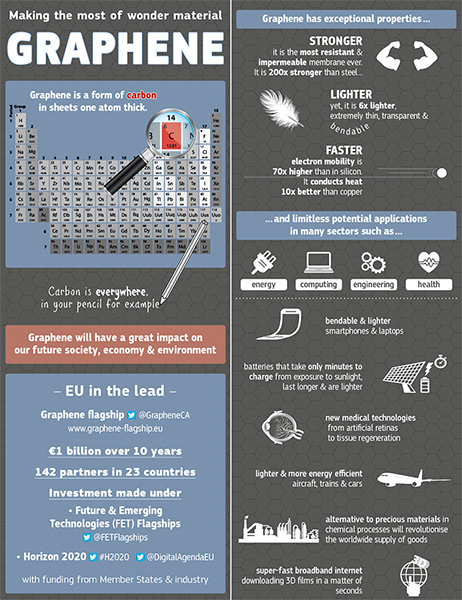 Making the most of wonder material
GRAPHENE
Graphene is a form of carbon
in sheets one atom thick.
Period
Group
14
C
12.01
Carbon is everywhere,
in your pencil for example
Graphene will have a great impact on
our future society, economy & environment
– EU in the lead –
Graphene flagship @GrapheneCA
www.graphene-flagship.eu
€1 billion over 10 years
142 partners in 23 countries
Investment made under
• Future & Emerging
Technologies (FET) Flagships
@FETFlagships
• Horizon 2020 #H2020 @DigitalAgendaEU
with funding from Member States & industry
Graphene has exceptional properties...
STRONGER
it is the most resistant &
impermeable membrane ever.
It is 200x stronger than steel...
LIGHTER
yet, it is 6x lighter,
extremely thin, transparent &
bendable
FASTER
electron mobility is
70x higher than in silicon.
It conducts heat
10x better than copper
...and limitless potential applications
in many sectors such as...
energy
computing
engineering
health
bendable & lighter
smartphones & laptops
batteries that take only minutes to
charge from exposure to sunlight,
last longer & are lighter
new medical technologies
from artificial retinas
to tissue regeneration
lighter & more energy efficient
aircraft, trains & cars
alternative to precious materials in
chemical processes will revolutionise
the worldwide supply of goods
super-fast broadband internet
downloading 3D films in a matter of
seconds